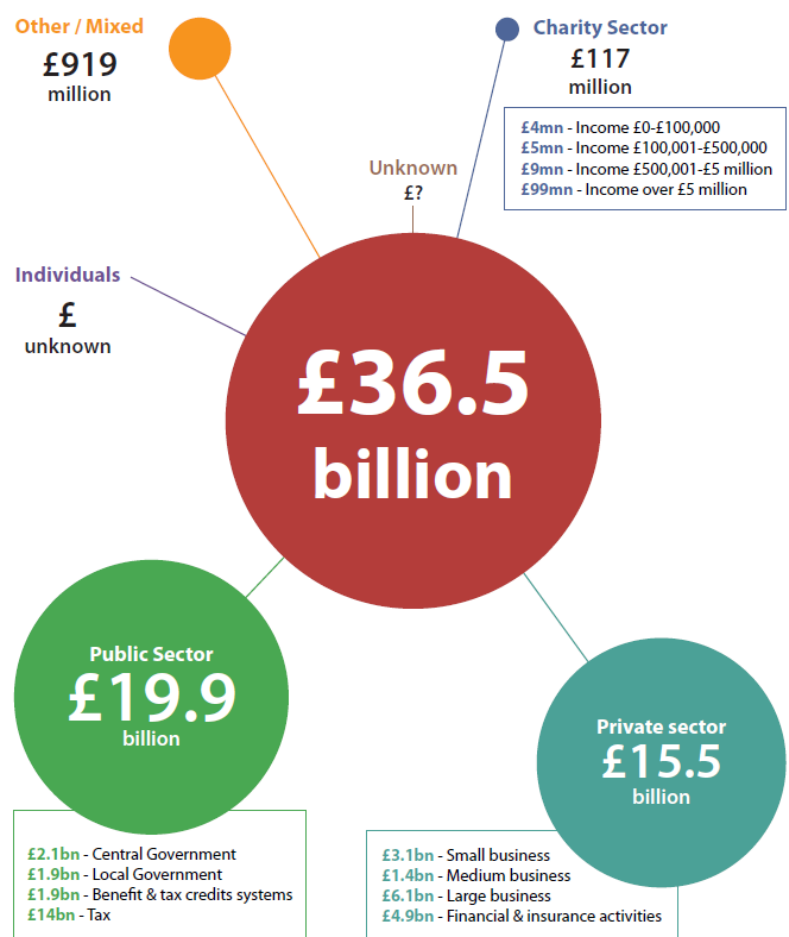 Other / Mixed
£919
million
Charity Sector
£117
million
£4mn - Income £0-£100,000
£5mn - Income £100,001-£500,000
£9mn - Income £500,001-£5 million
£99mn - Income over £5 million
Unknown
£?
Individuals
£
unknown
£36.5
billion
Public Sector
£19.9
billion
£2.1bn - Central Government
£1.9bn - Local Government
£1.9bn - Benefit & tax credits systems
£14bn - Tax
Private sector
£15.5
billion
£3.1bn - Small business
£1.4bn - Medium business
£6.1bn - Large business
£4.9bn - Financial & insurance activities